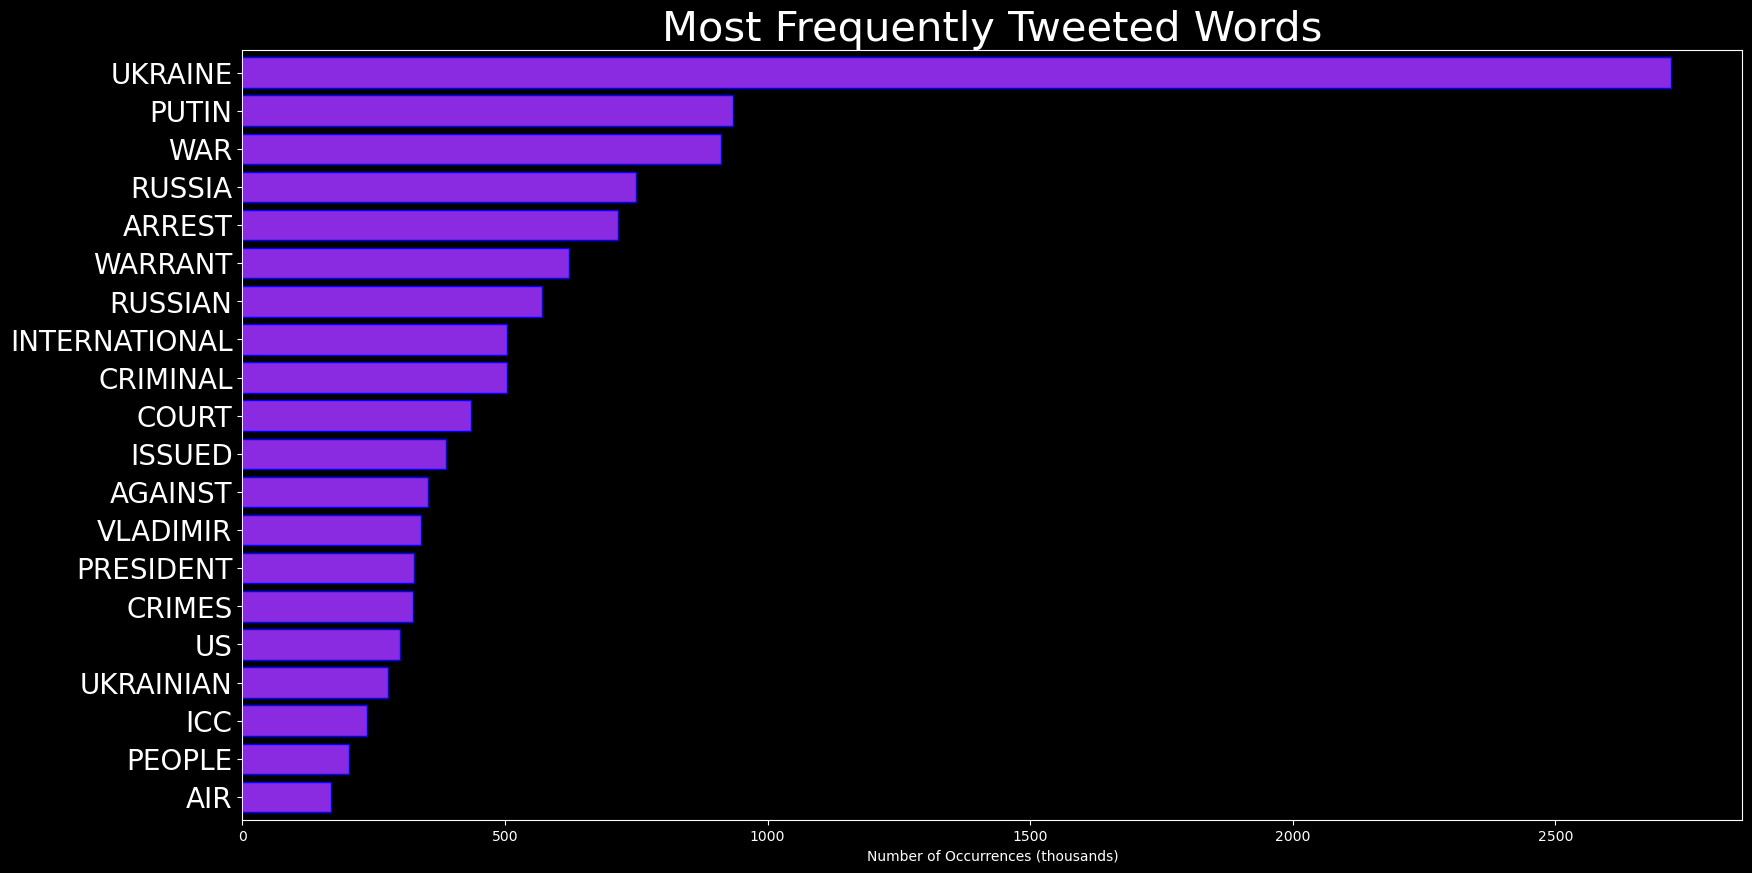 Most Frequently Tweeted Words
UKRAINE
PUTIN
WAR
RUSSIA
ARREST
WARRANT
RUSSIAN
INTERNATIONAL
CRIMINAL
COURT
ISSUED
AGAINST
VLADIMIR
PRESIDENT
CRIMES
US
UKRAINIAN
ICC
PEOPLE
AIR
0 500 1000 1500 2000 2500
Number of Occurrences (thousands)